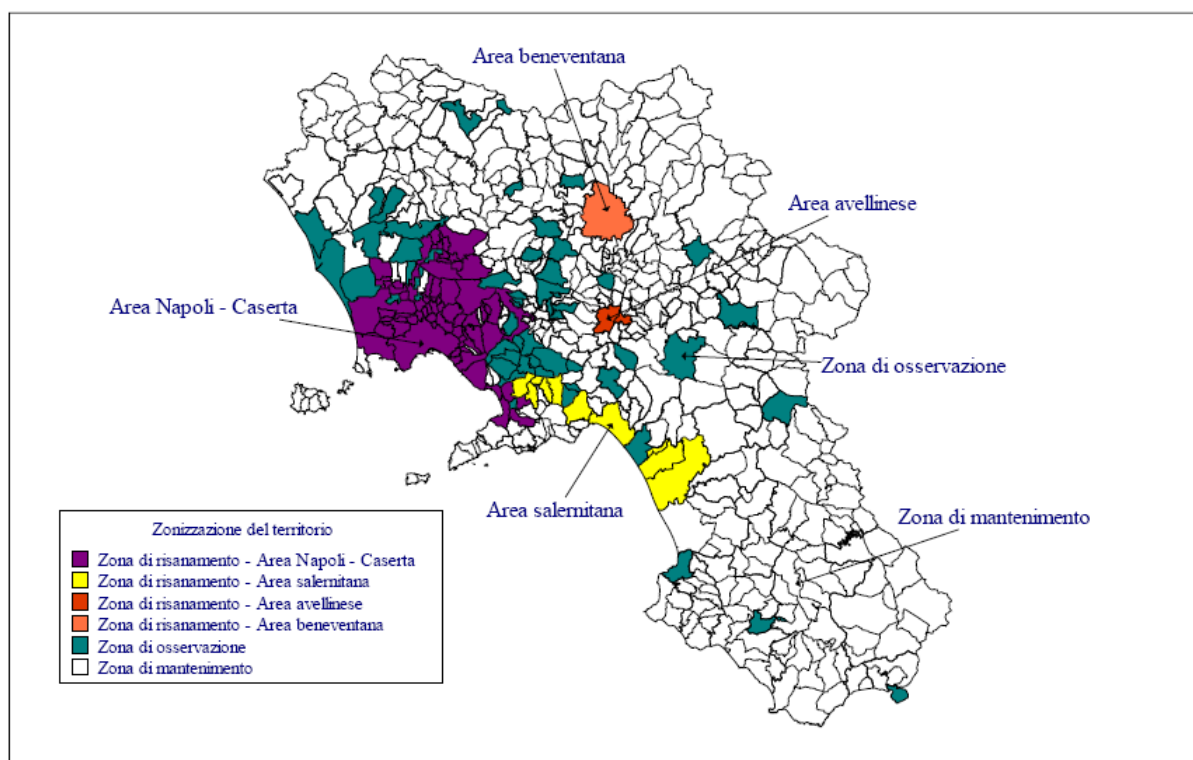 Area beneventana
Area avellinese
Area Napoli - Caserta
Zona di osservazione
Area salernitana
Zona di mantenimento
Zonizzazione del territorio
Zona di risanamento - Area Napoli - Caserta
Zona di risanamento - Area salernitana
Zona di risanamento - Area avellinese
Zona di risanamento - Area beneventana
Zona di osservazione
Zona di mantenimento